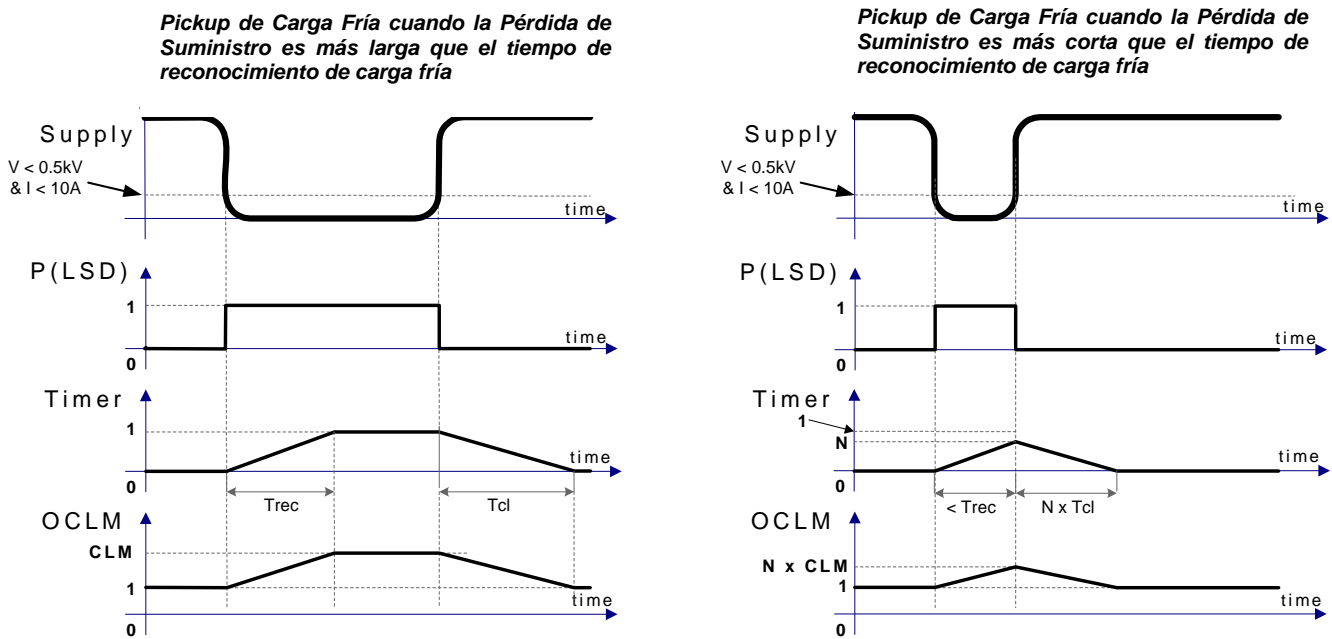 Pickup de Carga Fría cuando la Pérdida de
Suministro es más larga que el tiempo de
reconocimiento de carga fría
Supply
V < 0.5kV
& I < 10A
time
P(LSD)
1
time
0
Timer
1
time
0
Trec
Tcl
OCLM
CLM
1
time
0
Pickup de Carga Fría cuando la Pérdida de
Suministro es más corta que el tiempo de
reconocimiento de carga fría
Supply
V < 0.5kV
& I < 10A
time
P(LSD)
1
time
0
Timer
1
N
time
0
< Trec
N x Tcl
OCLM
N x CLM
1
time
0